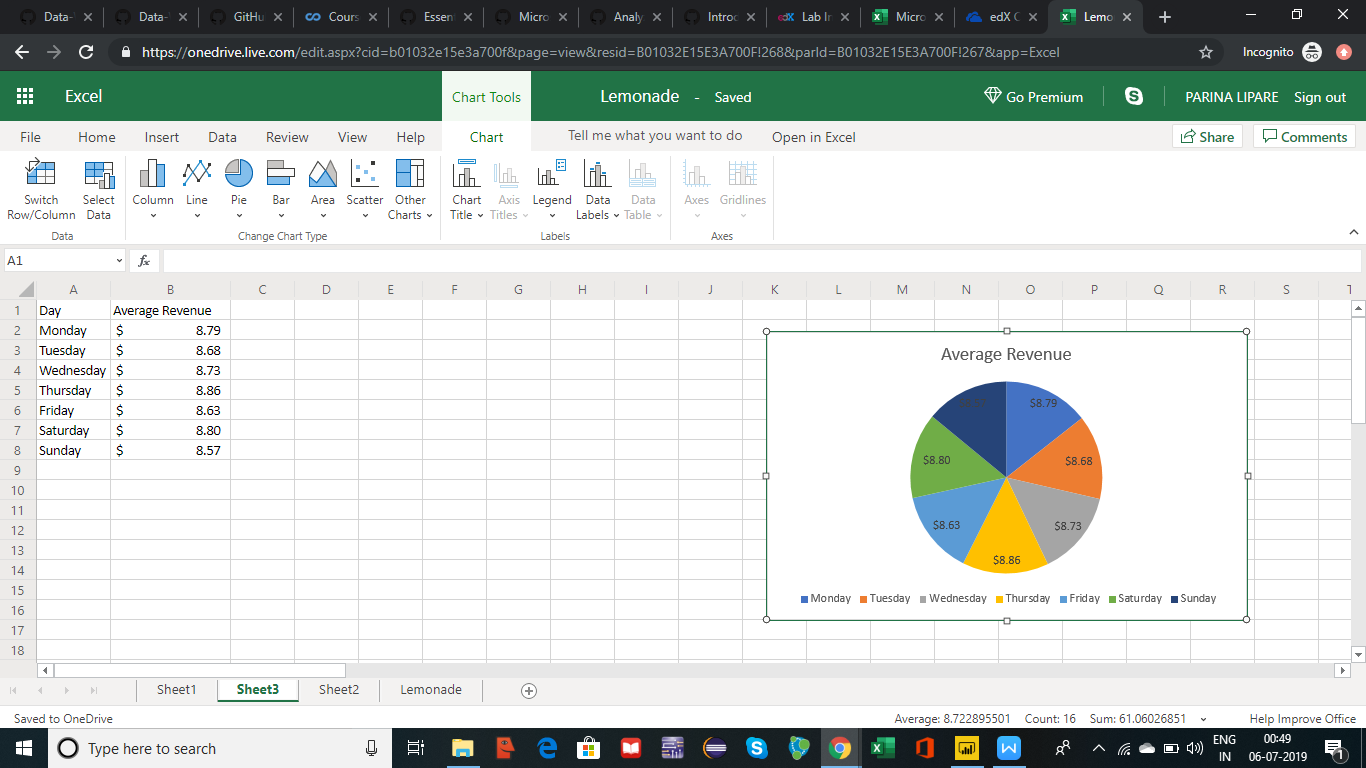 Data-
Data-
GitHu
Cours
Essen
Micro
Analy
Introc
edX Lab In
Micro
edX C
Lemo
https://onedrive.live.com/edit.aspx?cid=b01032e15e3a700f&page=view&resid=B01032E15E3A700F!268&parId=B01032E15E3A700F!267&app=Excel
Incognito
Excel
Chart Tools
Lemonade - Saved
Go Premium
PARINA LIPARE
Sign out
File Home Insert Data Review View Help Chart Tell me what you want to do Open in Excel
Share
Comments
Switch Select Column Line Pie Bar Area Scatter Other Chart Axis Legend Data Data Axes Gridlines
Row/Column Data Charts Title Titles Labels Table
Data Change Chart Type Labels Axes
A1 fx
A B C D E F G H I J K L M N O P Q R S T
1 Day Average Revenue
2 Monday $ 8.79
3 Tuesday $ 8.68
4 Wednesday $ 8.73
5 Thursday $ 8.86
6 Friday $ 8.63
7 Saturday $ 8.80
8 Sunday $ 8.57
9
10
11
12
13
14
15
16
17
18
Average Revenue
$8.79
$8.80 $8.68
$8.63 $8.73
$8.86
Monday Tuesday Wednesday Thursday Friday Saturday Sunday
Sheet1 Sheet3 Sheet2 Lemonade
Saved to OneDrive
Average: 8.722895501 Count: 16 Sum: 61.06026851
Help Improve Office
Type here to search
ENG
IN
00:49
06-07-2019
1